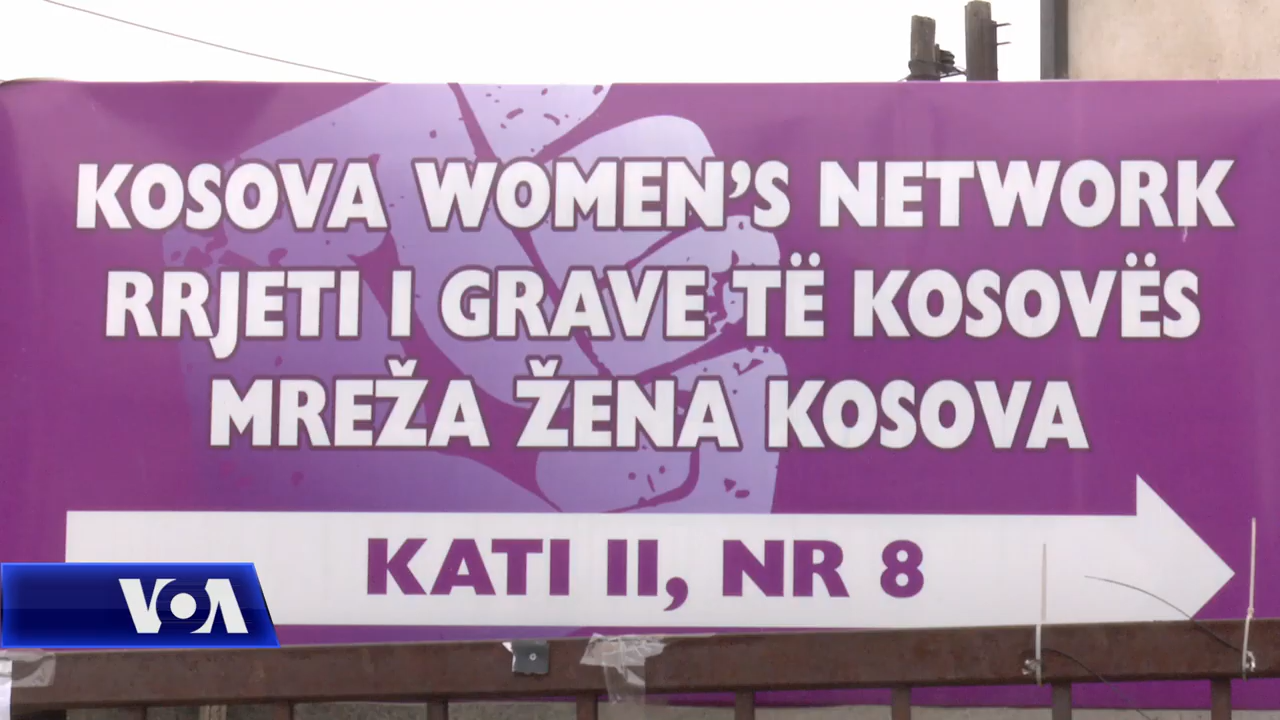 KOSOVA WOMEN'S NETWORK
RRJETI I GRAVE TË KOSOVËS
MREŽA ŽENA KOSOVA
KATI II, NR 8
VOA